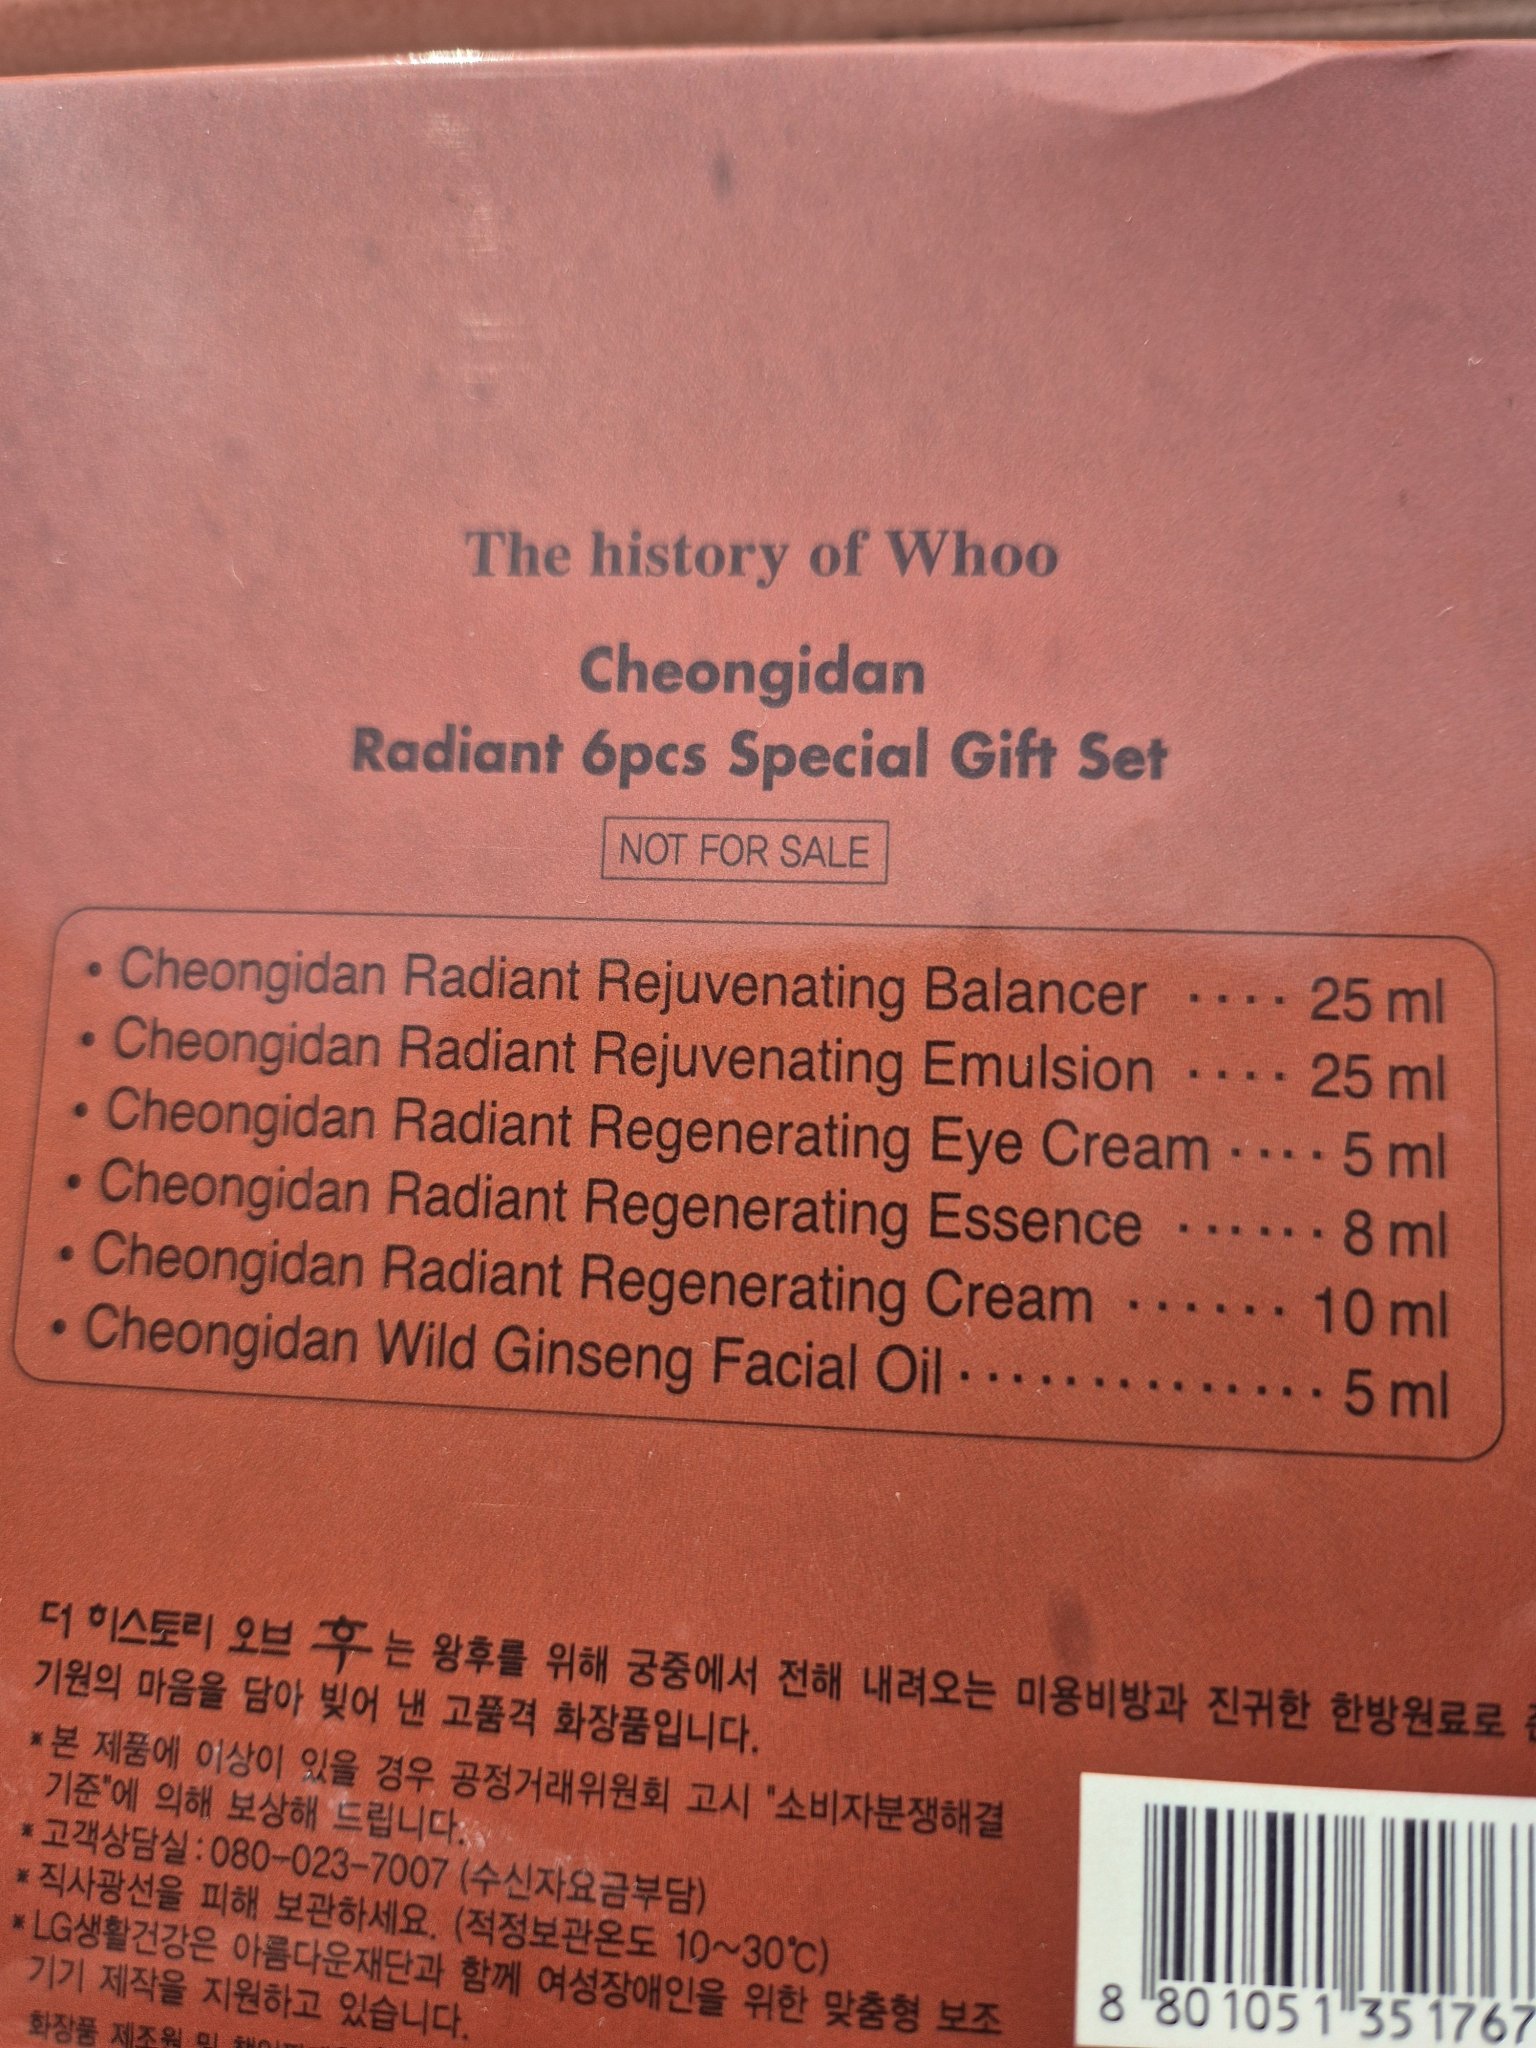 The history of Whoo
Cheongidan
Radiant 6pcs Special Gift Set
NOT FOR SALE
• Cheongidan Radiant Rejuvenating Balancer ···· 25 ml
• Cheongidan Radiant Rejuvenating Emulsion ···· 25 ml
• Cheongidan Radiant Regenerating Eye Cream ···· 5 ml
• Cheongidan Radiant Regenerating Essence ······ 8 ml
• Cheongidan Radiant Regenerating Cream ······ 10 ml
• Cheongidan Wild Ginseng Facial Oil ·············· 5 ml
더 히스토리 오브 후는 왕후를 위해 궁중에서 전해 내려오는 미용비방과 진귀한 한방원료로
기원의 마음을 담아 빚어 낸 고품격 화장품입니다.
*본 제품에 이상이 있을 경우 공정거래위원회 고시 "소비자분쟁해결
기준"에 의해 보상해 드립니다.
*고객상담실:080-023-7007 (수신자요금부담)
*직사광선을 피해 보관하세요. (적정보관온도 10~30℃)
*LG생활건강은 아름다운재단과 함께 여성장애인을 위한 맞춤형 보조
기기 제작을 지원하고 있습니다.
화장품 제조원 및
8 801051 351767